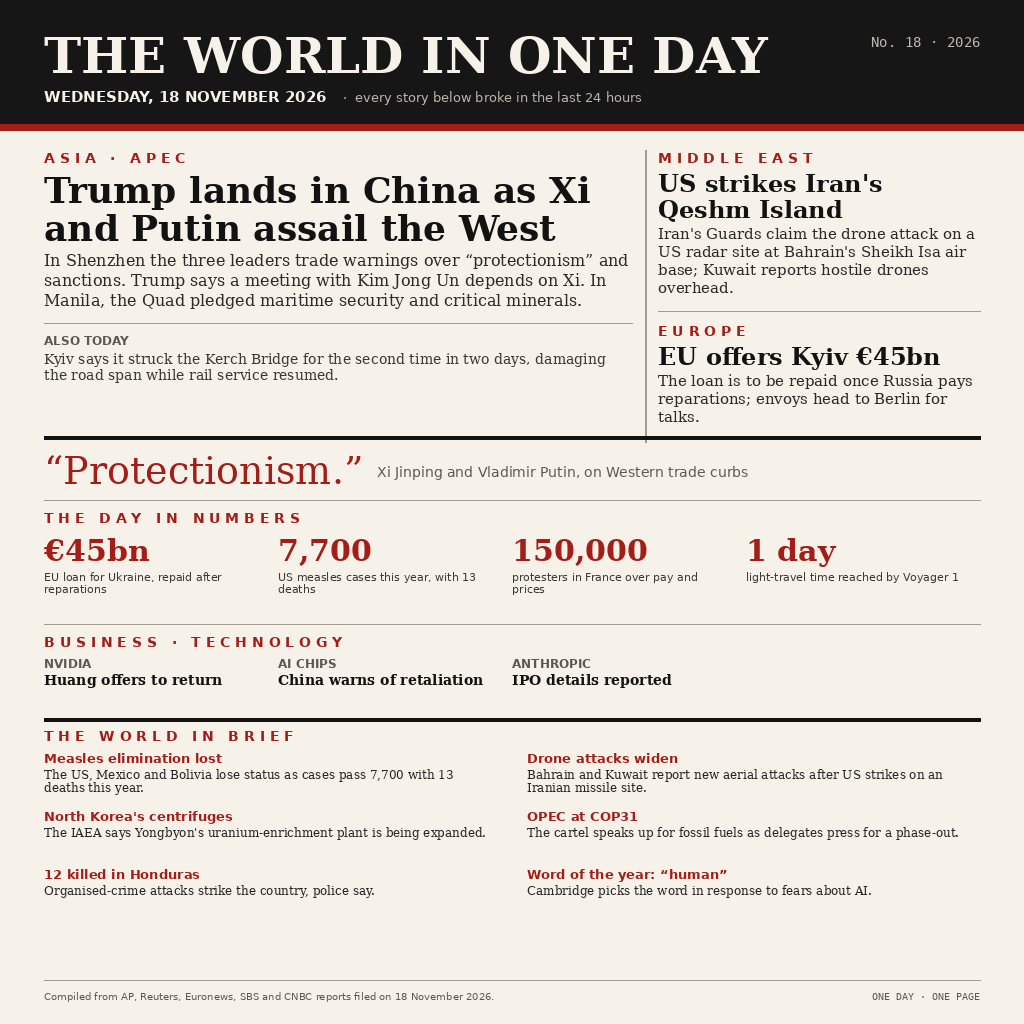 THE WORLD IN ONE DAY
No. 18 · 2026
WEDNESDAY, 18 NOVEMBER 2026 · every story below broke in the last 24 hours
ASIA · APEC
Trump lands in China as Xi
and Putin assail the West
In Shenzhen the three leaders trade warnings over “protectionism” and
sanctions. Trump says a meeting with Kim Jong Un depends on Xi. In
Manila, the Quad pledged maritime security and critical minerals.
ALSO TODAY
Kyiv says it struck the Kerch Bridge for the second time in two days, damaging
the road span while rail service resumed.
MIDDLE EAST
US strikes Iran's
Qeshm Island
Iran's Guards claim the drone attack on a
US radar site at Bahrain's Sheikh Isa air
base; Kuwait reports hostile drones
overhead.
EUROPE
EU offers Kyiv €45bn
The loan is to be repaid once Russia pays
reparations; envoys head to Berlin for
talks.
“Protectionism.” Xi Jinping and Vladimir Putin, on Western trade curbs
THE DAY IN NUMBERS
€45bn
EU loan for Ukraine, repaid after
reparations
7,700
US measles cases this year, with 13
deaths
150,000
protesters in France over pay and
prices
1 day
light-travel time reached by Voyager 1
BUSINESS · TECHNOLOGY
NVIDIA
Huang offers to return
AI CHIPS
China warns of retaliation
ANTHROPIC
IPO details reported
THE WORLD IN BRIEF
Measles elimination lost
The US, Mexico and Bolivia lose status as cases pass 7,700 with 13
deaths this year.
Drone attacks widen
Bahrain and Kuwait report new aerial attacks after US strikes on an
Iranian missile site.
North Korea's centrifuges
The IAEA says Yongbyon's uranium-enrichment plant is being expanded.
OPEC at COP31
The cartel speaks up for fossil fuels as delegates press for a phase-out.
12 killed in Honduras
Organised-crime attacks strike the country, police say.
Word of the year: “human”
Cambridge picks the word in response to fears about AI.
Compiled from AP, Reuters, Euronews, SBS and CNBC reports filed on 18 November 2026.
ONE DAY · ONE PAGE